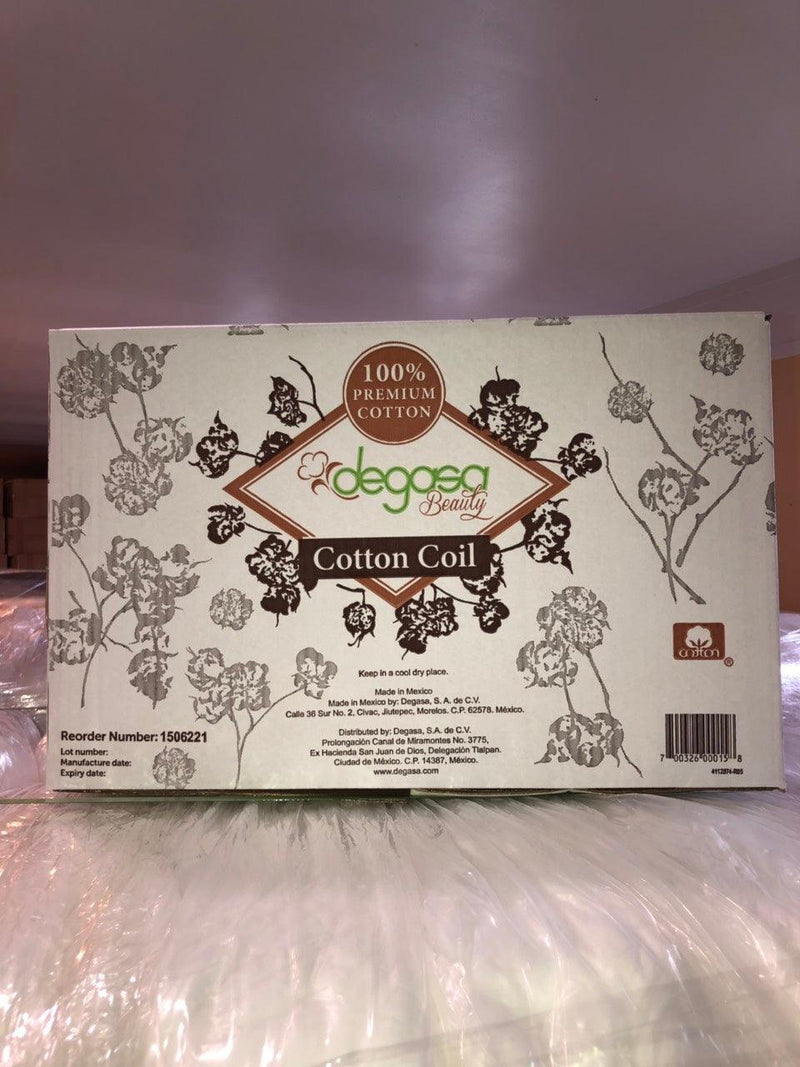 100%
PREMIUM
COTTON
degasa
Beauty
Cotton Coil
cotton
®
Keep in a cool dry place.
Made in Mexico
Made in Mexico by: Degasa, S. A. de C.V.
Calle 36 Sur No. 2, Civac, Jiutepec, Morelos. C.P. 62578. México.
Distributed by: Degasa, S.A. de C.V.
Prolongación Canal de Miramontes No. 3775,
Ex Hacienda San Juan de Dios, Delegación Tlalpan.
Ciudad de México. C.P. 14387, México.
www.degasa.com
Reorder Number: 1506221
Lot number:
Manufacture date:
Expiry date:
7 00326 00015 8
4112874-R05